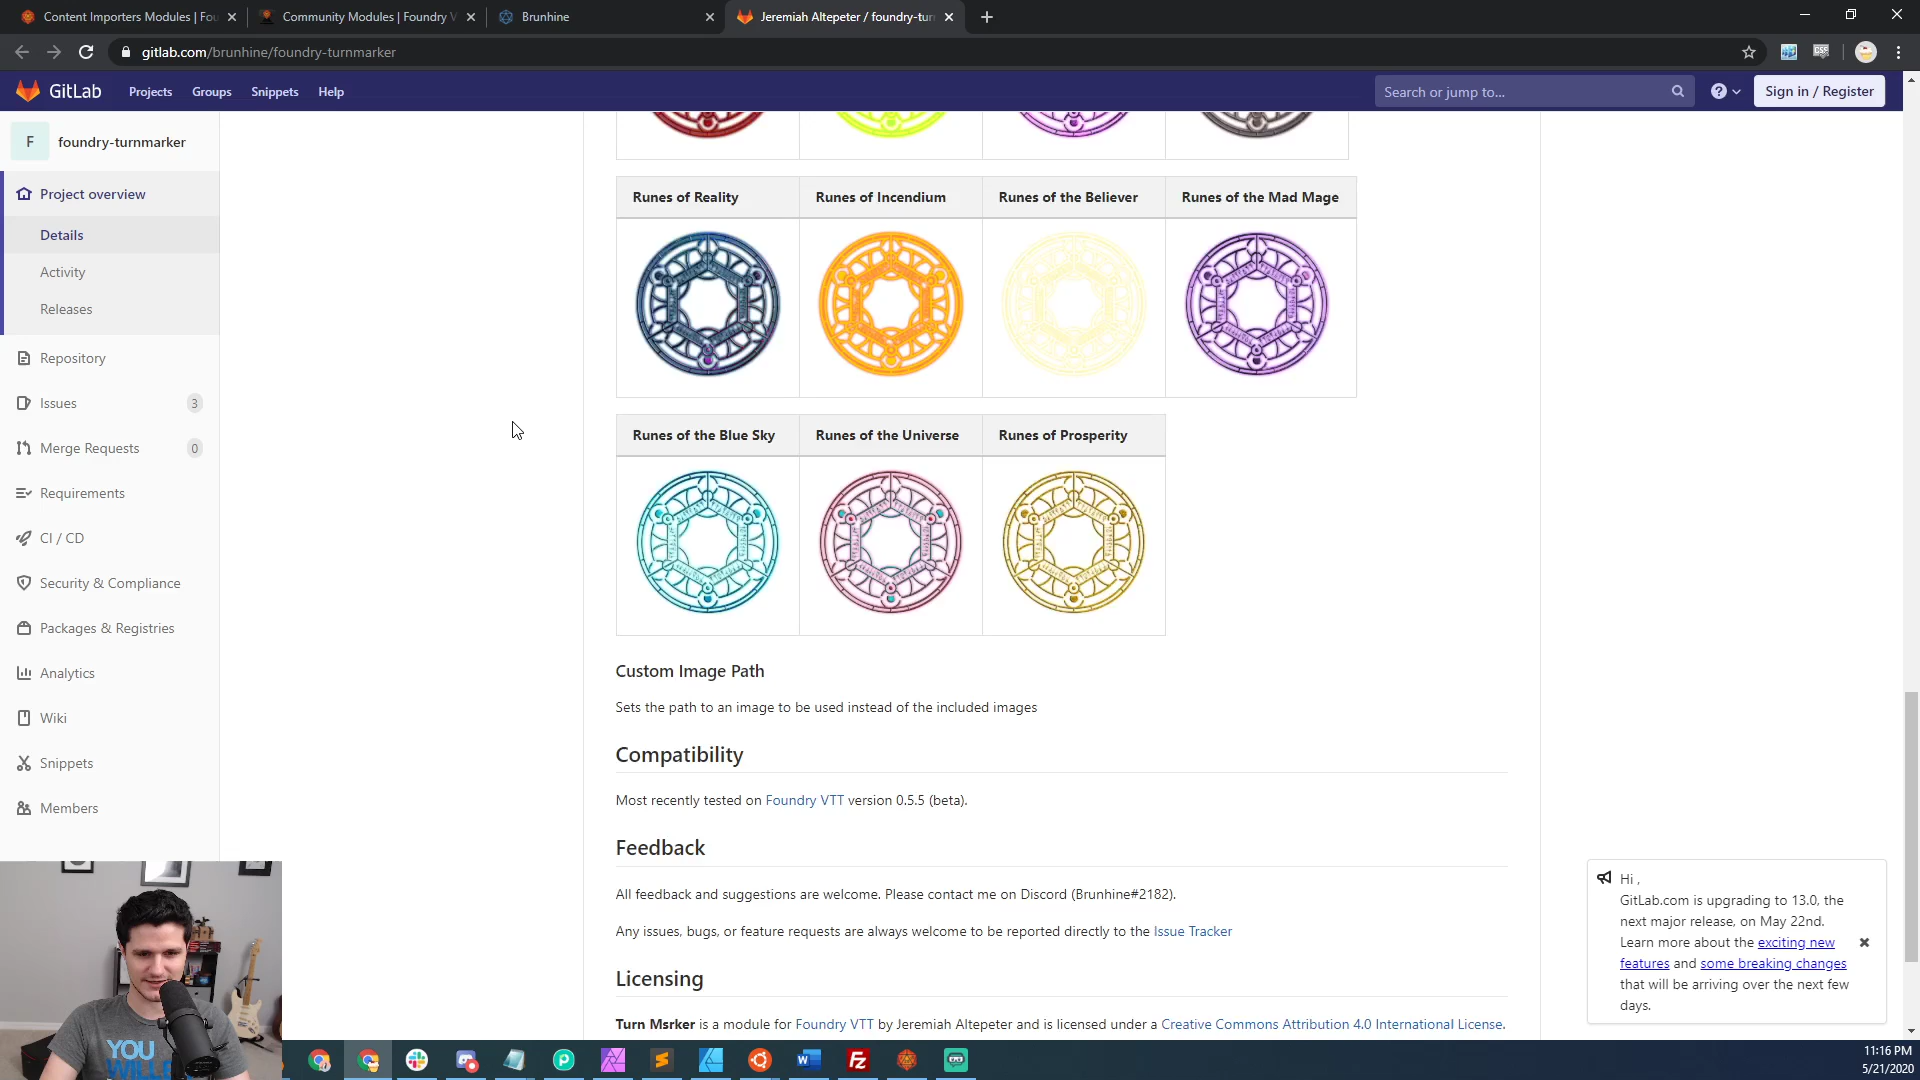 Content Importers Modules | Fou
Community Modules | Foundry V
Brunhine
Jeremiah Altepeter / foundry-tur
gitlab.com/brunhine/foundry-turnmarker
GitLab
Projects
Groups
Snippets
Help
Search or jump to...
Sign in / Register
F
foundry-turnmarker
Project overview
Details
Activity
Releases
Repository
Issues 3
Merge Requests 0
Requirements
CI / CD
Security & Compliance
Packages & Registries
Analytics
Wiki
Snippets
Members
Runes of Reality
Runes of Incendium
Runes of the Believer
Runes of the Mad Mage
Runes of the Blue Sky
Runes of the Universe
Runes of Prosperity
Custom Image Path
Sets the path to an image to be used instead of the included images
Compatibility
Most recently tested on Foundry VTT version 0.5.5 (beta).
Feedback
All feedback and suggestions are welcome. Please contact me on Discord (Brunhine#2182).
Any issues, bugs, or feature requests are always welcome to be reported directly to the Issue Tracker
Licensing
Turn Msrker is a module for Foundry VTT by Jeremiah Altepeter and is licensed under a Creative Commons Attribution 4.0 International License.
Hi ,
GitLab.com is upgrading to 13.0, the
next major release, on May 22nd.
Learn more about the exciting new
features and some breaking changes
that will be arriving over the next few
days.
YOU
11:16 PM
5/21/2020